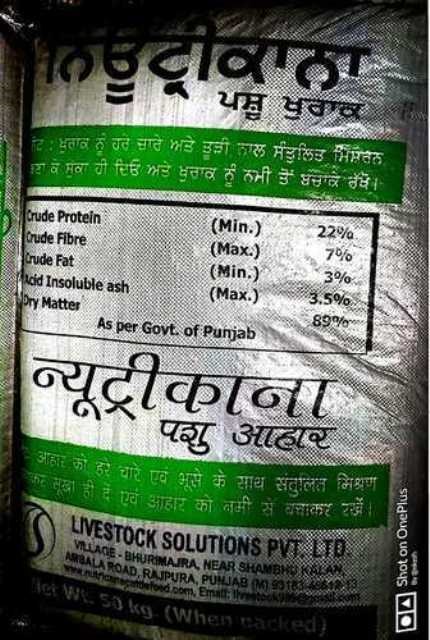 ਨਿਊਟ੍ਰੀਕਾਨਾ
ਪਸ਼ੂ ਖੁਰਾਕ
ਖੁਰਾਕ ਨੂੰ ਹਰੇ ਚਾਰੇ ਅਤੇ ਤੂੜੀ ਨਾਲ ਸੰਤੁਲਿਤ ਮਿਸ਼ਰਨ
ਕੇ ਸੁੱਕਾ ਹੀ ਦਿਓ ਅਤੇ ਖੁਰਾਕ ਨੂੰ ਨਮੀ ਤੋਂ ਬਚਾਕੇ ਰੱਖੋ।
Crude Protein (Min.) 22%
Crude Fibre (Max.) 7%
Crude Fat (Min.) 3%
Acid Insoluble ash (Max.) 3.5%
Dry Matter 89%
As per Govt. of Punjab
न्यूट्रीकाना
पशु आहार
आहार को हरे चारे एवं भूसे के साथ संतुलित मिश्रण
कर सूखा ही दें एवं आहार को नमी से बचाकर रखें।
LIVESTOCK SOLUTIONS PVT. LTD.
VILLAGE - BHURIMAJRA, NEAR SHAMBHU KALAN,
AMBALA ROAD, RAJPURA, PUNJAB (M)
Email:
Net Wt. 50 kg. (When packed)
Shot on OnePlus